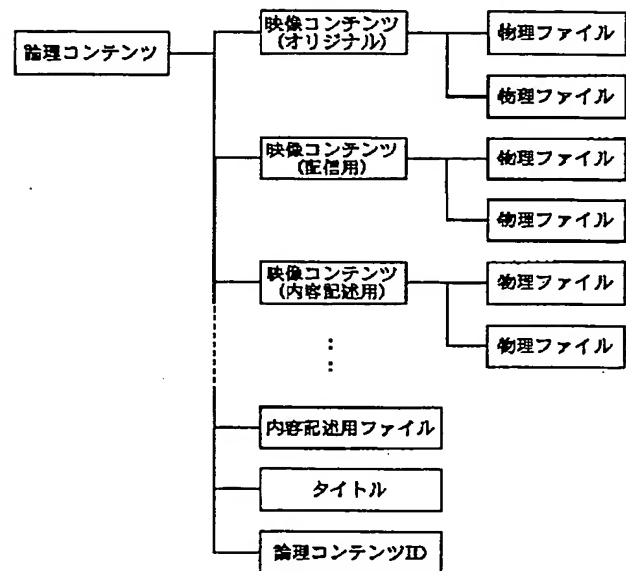 論理コンテンツ
映像コンテンツ
(オリジナル)
物理ファイル
物理ファイル
映像コンテンツ
(配信用)
物理ファイル
物理ファイル
映像コンテンツ
(内容記述用)
物理ファイル
物理ファイル
内容記述用ファイル
タイトル
論理コンテンツID